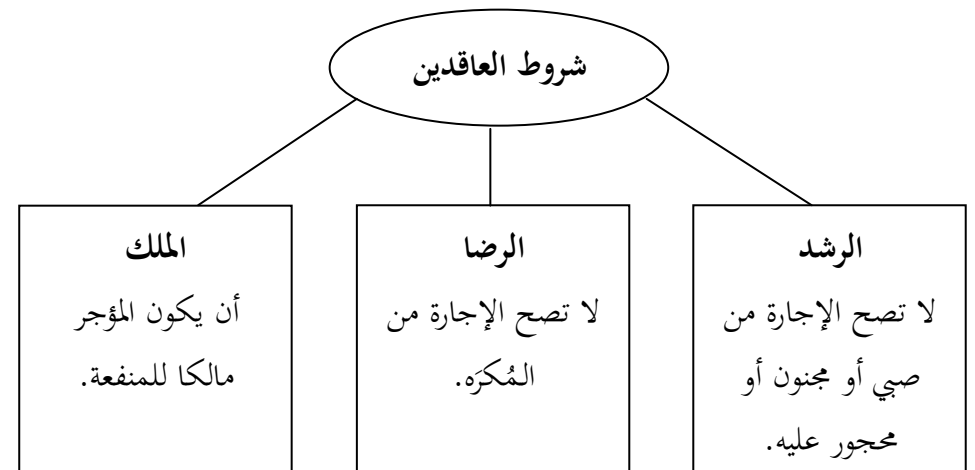 شروط العاقدين
الرشد
لا تصح الإجارة من
صبي أو مجنون أو
محجور عليه.
الرضا
لا تصح الإجارة من
المُكرَه.
الملك
أن يكون المؤجر
مالكا للمنفعة.